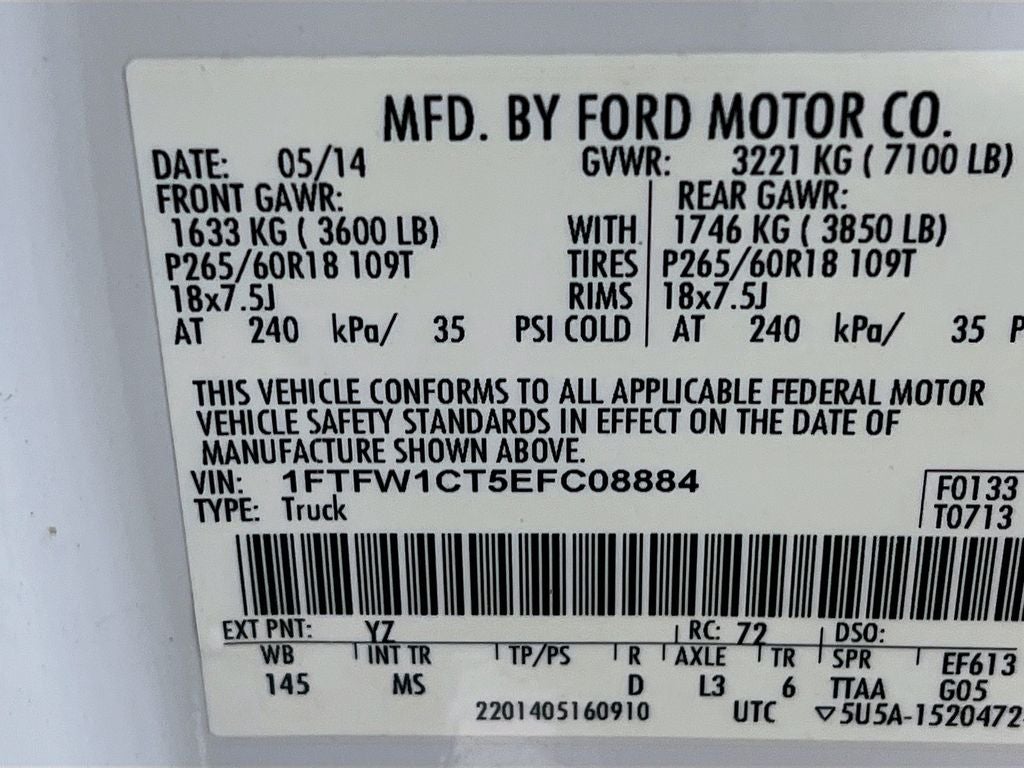 MFD. BY FORD MOTOR CO.
DATE: 05/14 GVWR: 3221 KG ( 7100 LB)
FRONT GAWR: REAR GAWR:
1633 KG ( 3600 LB) WITH 1746 KG ( 3850 LB)
P265/60R18 109T TIRES P265/60R18 109T
18x7.5J RIMS 18x7.5J
AT 240 kPa/ 35 PSI COLD AT 240 kPa/ 35 P
THIS VEHICLE CONFORMS TO ALL APPLICABLE FEDERAL MOTOR
VEHICLE SAFETY STANDARDS IN EFFECT ON THE DATE OF
MANUFACTURE SHOWN ABOVE.
VIN: 1FTFW1CT5EFC08884
TYPE: Truck
F0133
T0713
EXT PNT: YZ RC: 72 DSO:
WB INT TR TP/PS R AXLE TR SPR EF613
145 MS D L3 6 TTAA G05
2201405160910 UTC ▽5U5A-1520472-